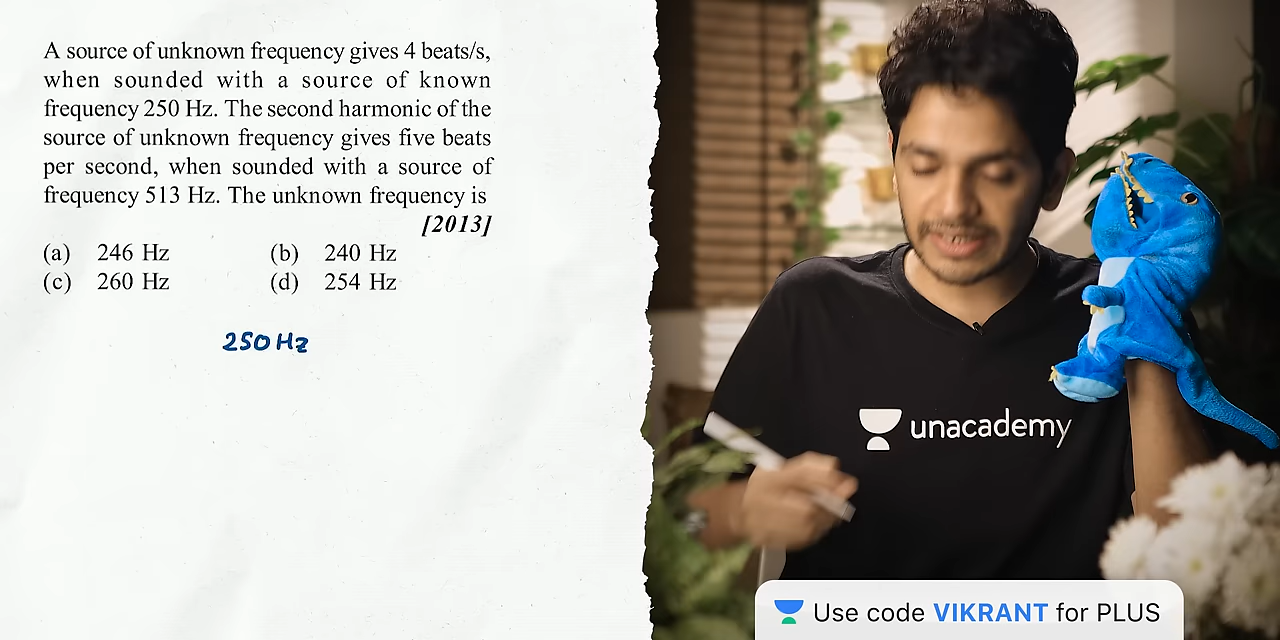 A source of unknown frequency gives 4 beats/s,
when sounded with a source of known
frequency 250 Hz. The second harmonic of the
source of unknown frequency gives five beats
per second, when sounded with a source of
frequency 513 Hz. The unknown frequency is
[2013]
(a) 246 Hz (b) 240 Hz
(c) 260 Hz (d) 254 Hz
250 Hz
unacademy
Use code VIKRANT for PLUS